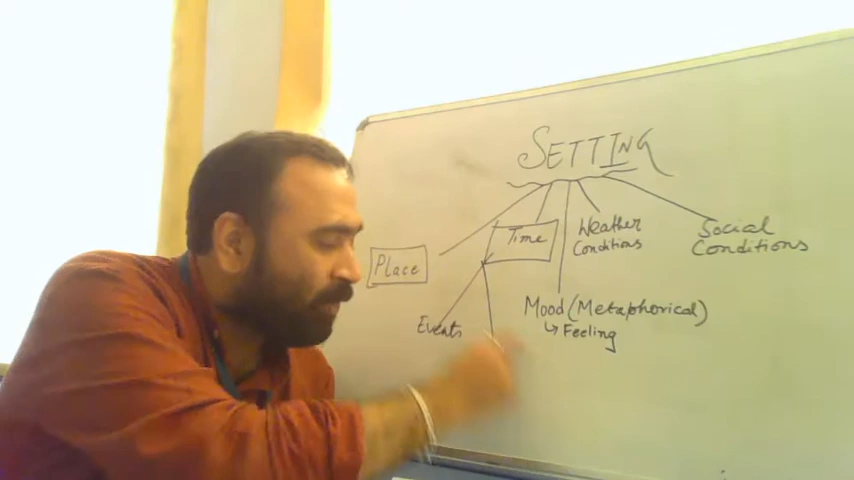 SETTING
Place
Time
Weather
Conditions
Social
Conditions
Events
Mood (Metaphorical)
↳ Feeling